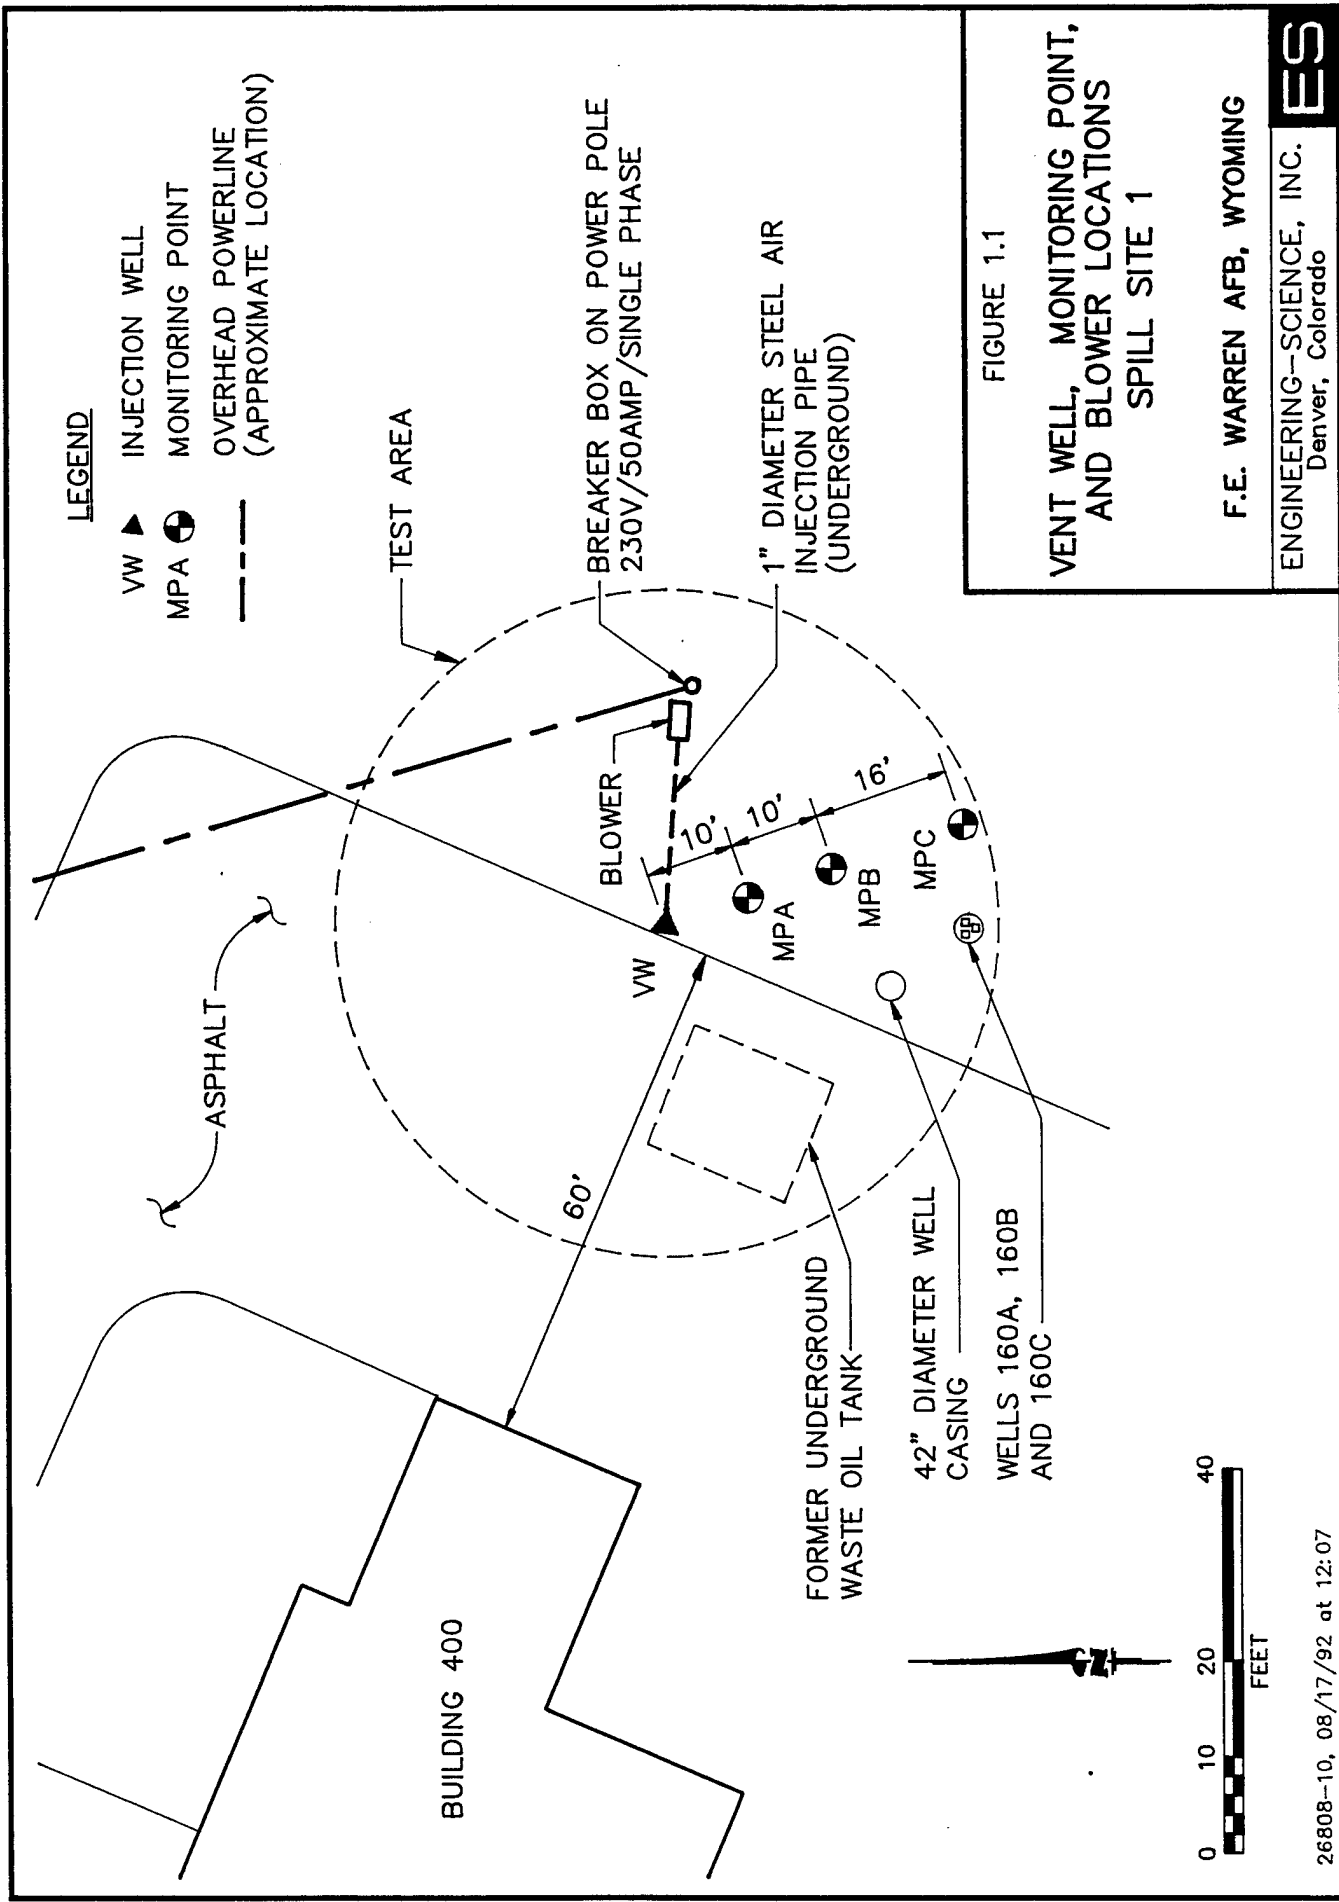 LEGEND
VW INJECTION WELL
MPA MONITORING POINT
OVERHEAD POWERLINE
(APPROXIMATE LOCATION)
TEST AREA
BREAKER BOX ON POWER POLE
230V/50AMP/SINGLE PHASE
1" DIAMETER STEEL AIR
INJECTION PIPE
(UNDERGROUND)
ASPHALT
BLOWER
VW
10'
10'
16'
MPA
MPB
MPC
60'
BUILDING 400
FORMER UNDERGROUND
WASTE OIL TANK
42" DIAMETER WELL
CASING
WELLS 160A, 160B
AND 160C
N
0 10 20 40
FEET
FIGURE 1.1
VENT WELL, MONITORING POINT,
AND BLOWER LOCATIONS
SPILL SITE 1
F.E. WARREN AFB, WYOMING
ENGINEERING-SCIENCE, INC.
Denver, Colorado
ES
26808-10, 08/17/92 at 12:07